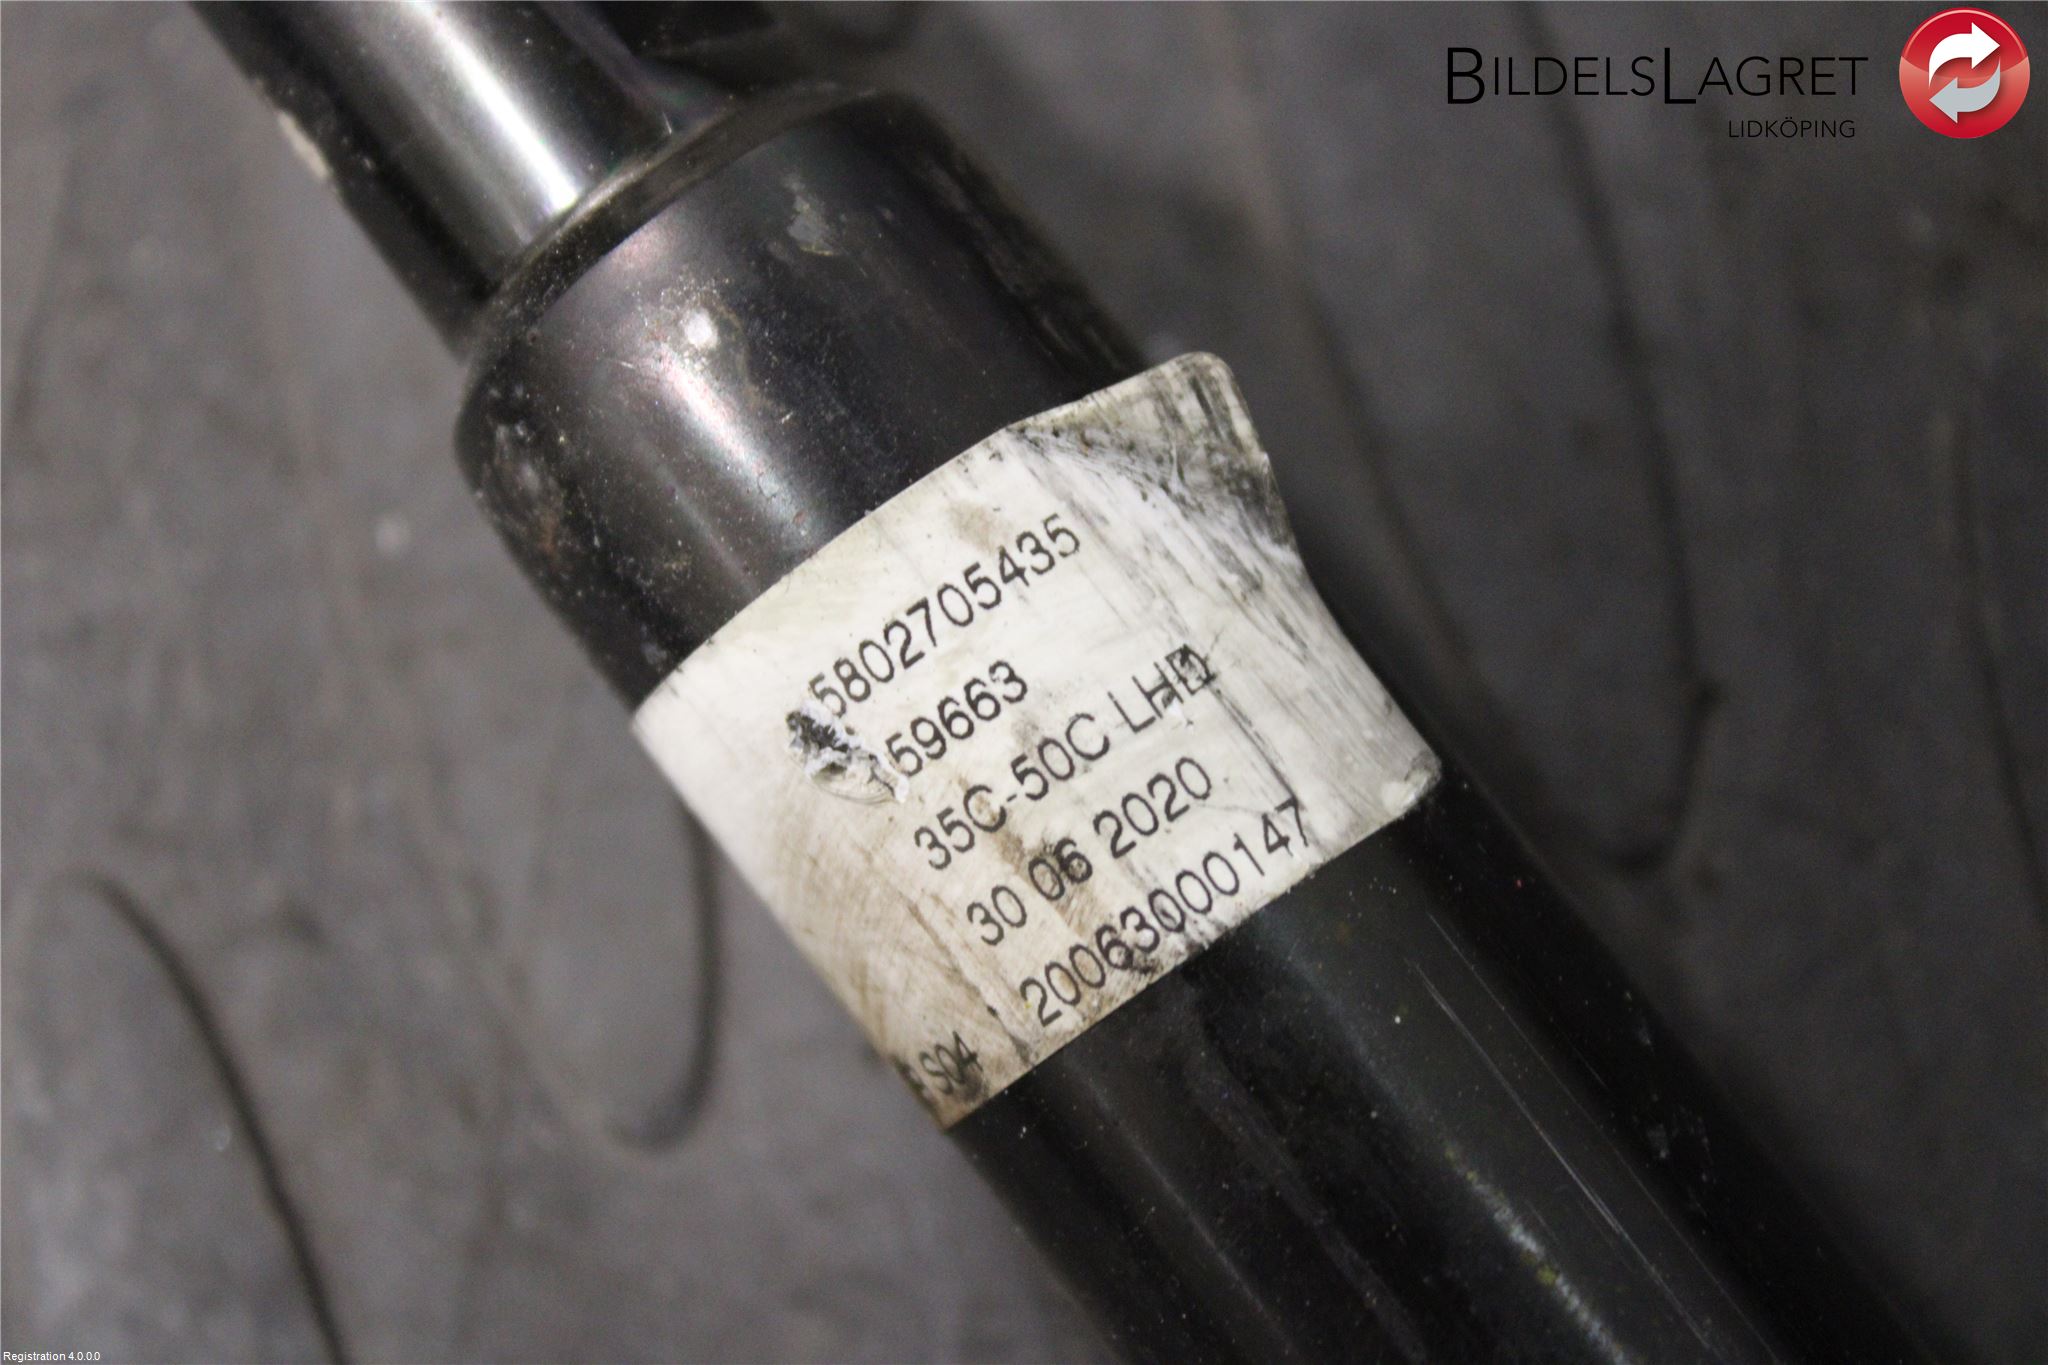 BILDELSLAGRET
LIDKÖPING
5802705435
59663
35C-50C LHD
30 06 2020
20063000147
S04
Registration 4.0.0.0